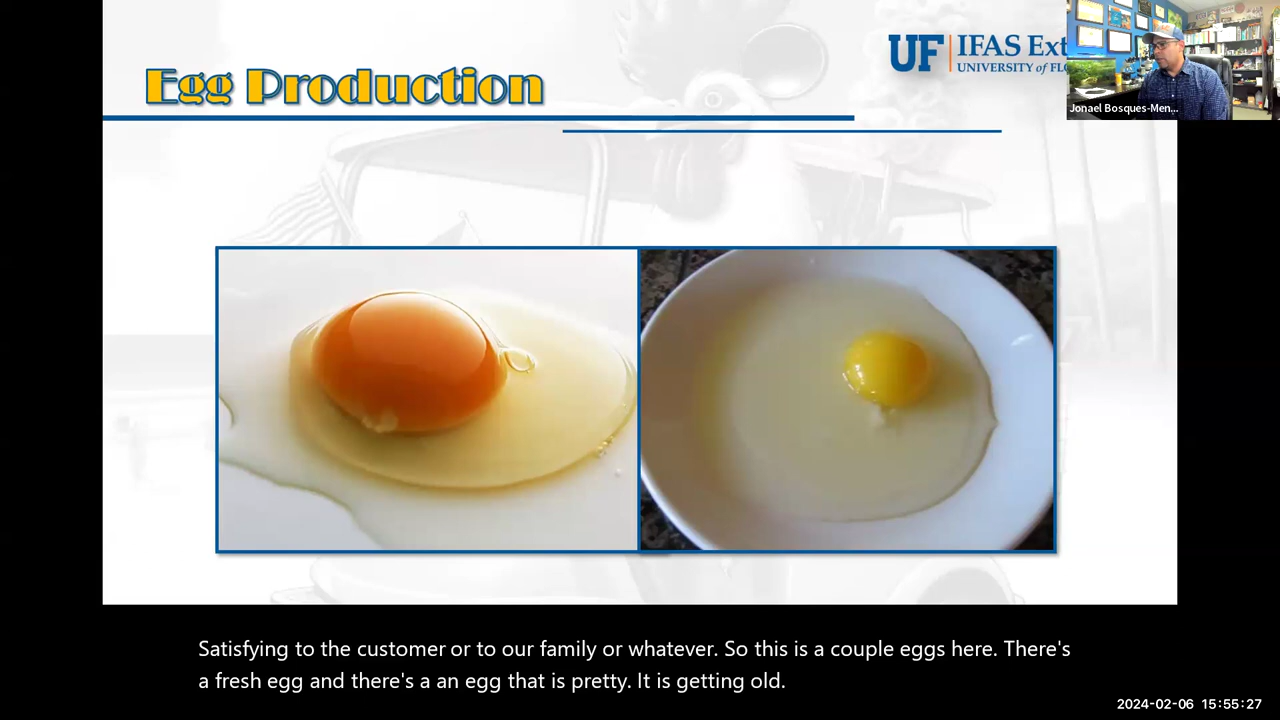 Egg Production
UF IFAS Ext
UNIVERSITY of FL
Jonael Bosques-Men...
Satisfying to the customer or to our family or whatever. So this is a couple eggs here. There's
a fresh egg and there's a an egg that is pretty. It is getting old.
2024-02-06 15:55:27